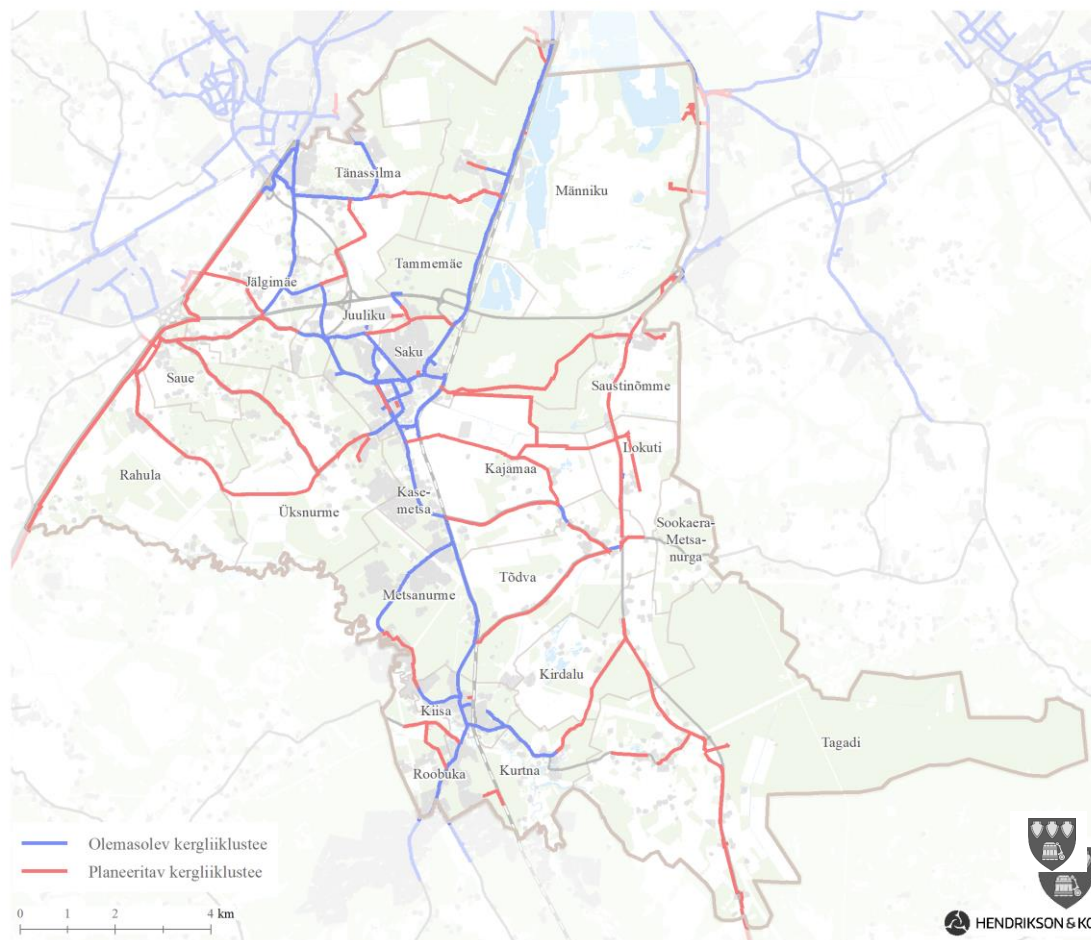 Tänassilma
Männiku
Tammemäe
Jälgimäe
Juuliku
Saku
Saue
Saustinõmme
Lokuti
Kajamaa
Rahula
Üksnurme
Kase-
metsa
Sookaera-
Metsa-
nurga
Tõdva
Metsanurme
Kirdalu
Kiisa
Tagadi
Roobuka
Kurtna
Olemasolev kergliiklustee
Planeeritav kergliiklustee
0 1 2 4 km
HENDRIKSON & KO